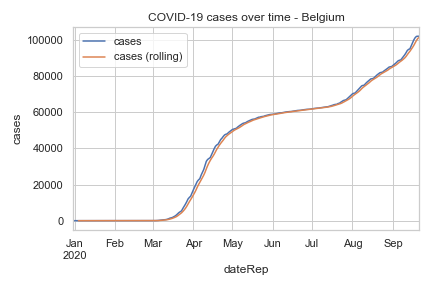 COVID-19 cases over time - Belgium
cases
cases (rolling)
100000
80000
60000
40000
20000
0
cases
Jan Feb Mar Apr May Jun Jul Aug Sep
2020
dateRep